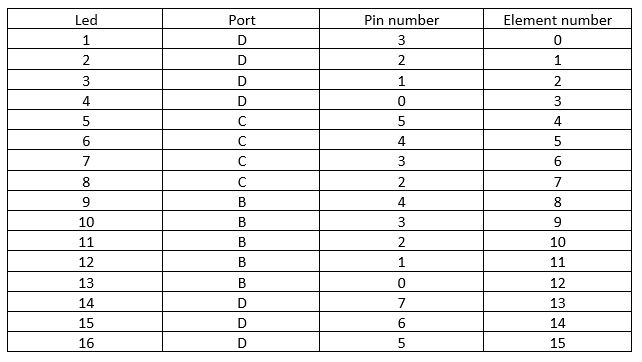 Led Port Pin number Element number
1 D 3 0
2 D 2 1
3 D 1 2
4 D 0 3
5 C 5 4
6 C 4 5
7 C 3 6
8 C 2 7
9 B 4 8
10 B 3 9
11 B 2 10
12 B 1 11
13 B 0 12
14 D 7 13
15 D 6 14
16 D 5 15